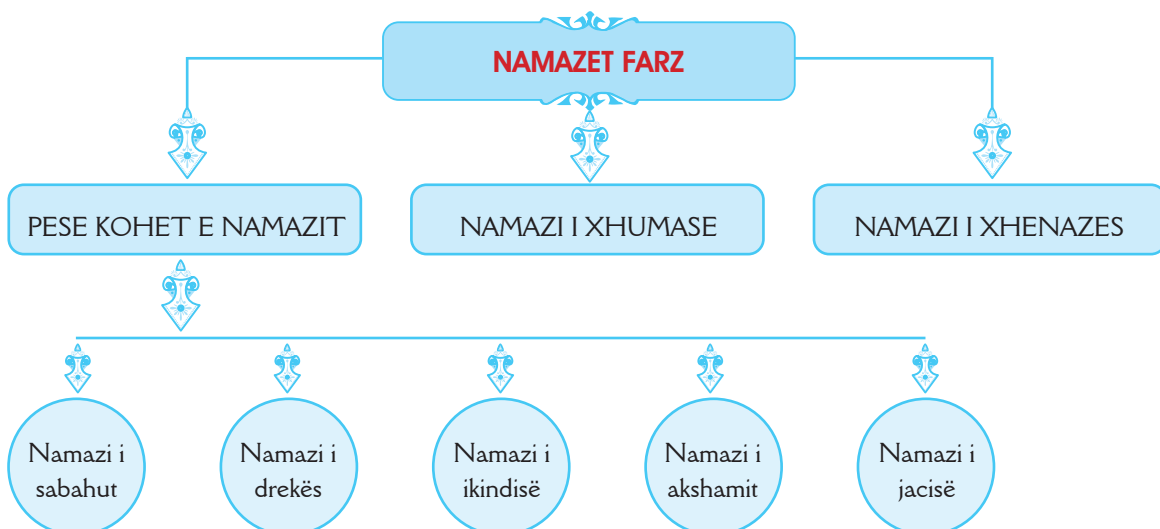 NAMAZET FARZ
PESE KOHET E NAMAZIT
NAMAZI I XHUMASE
NAMAZI I XHENAZES
Namazi i
sabahut
Namazi i
drekës
Namazi i
ikindisë
Namazi i
akshamit
Namazi i
jacisë